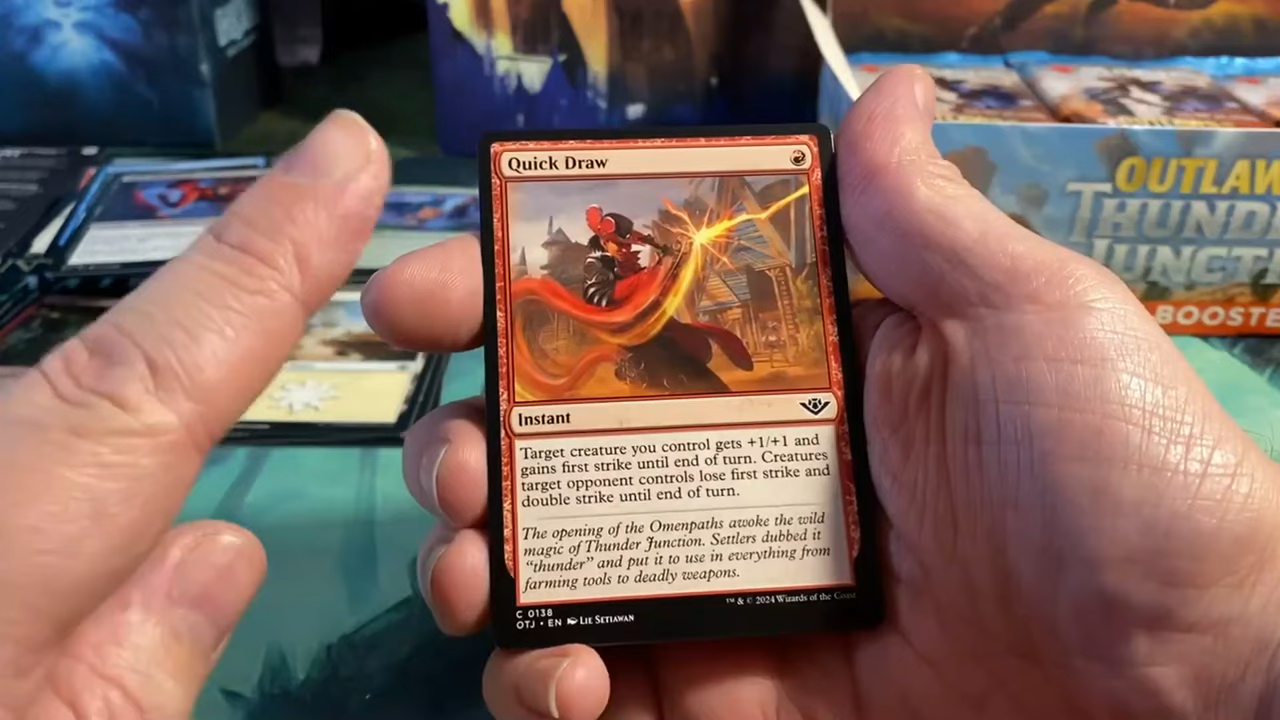 Quick Draw
Instant
Target creature you control gets +1/+1 and
gains first strike until end of turn. Creatures
target opponent controls lose first strike and
double strike until end of turn.
The opening of the Omenpaths awoke the wild
magic of Thunder Junction. Settlers dubbed it
“thunder” and put it to use in everything from
farming tools to deadly weapons.
C 0138
OTJ • EN LIE SETIAWAN
™ & © 2024 Wizards of the Coast
OUTLAW
THUNDE
JUNCTI
BOOSTE